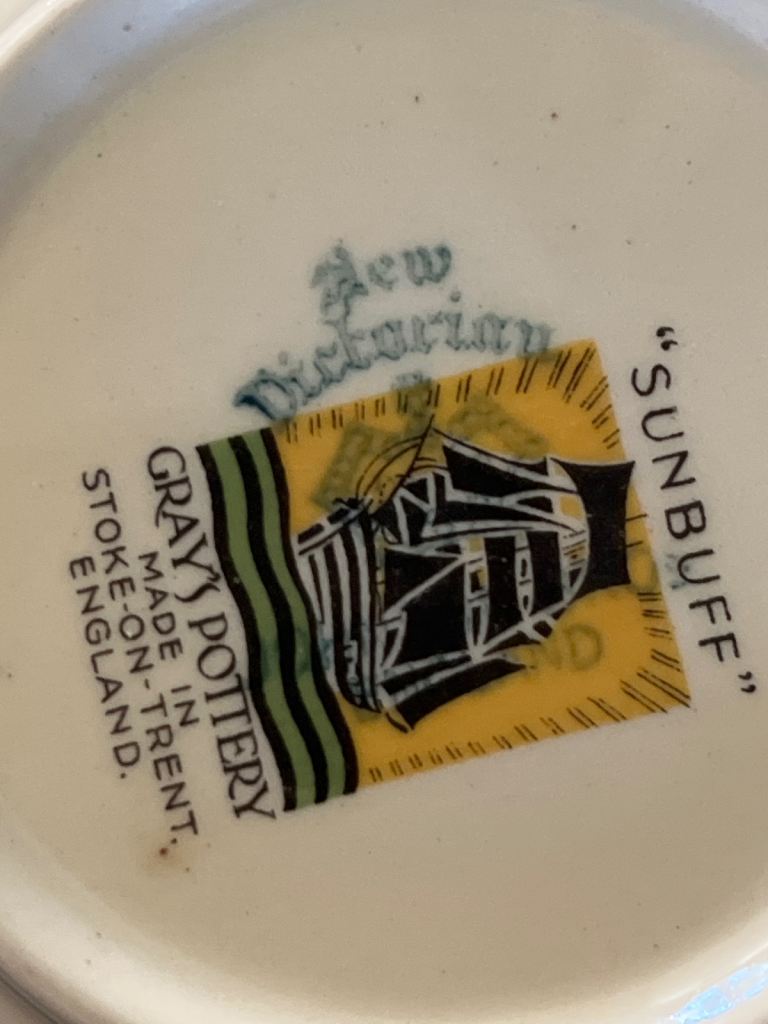 New
Victorian
"SUNBUFF"
GRAY'S POTTERY
MADE IN
STOKE-ON-TRENT.
ENGLAND.